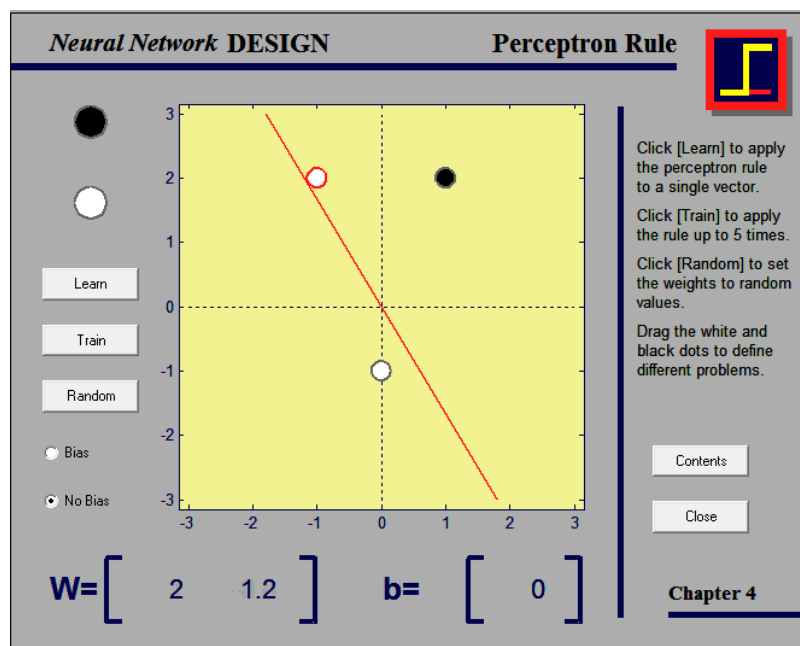 Neural Network DESIGN
Perceptron Rule
Click [Learn] to apply
the perceptron rule
to a single vector.
Click [Train] to apply
the rule up to 5 times.
Click [Random] to set
the weights to random
values.
Drag the white and
black dots to define
different problems.
Learn
Train
Random
Bias
No Bias
3
2
1
0
-1
-2
-3
-3 -2 -1 0 1 2 3
Contents
Close
W=[ 2 1.2 ] b= [ 0 ]
Chapter 4